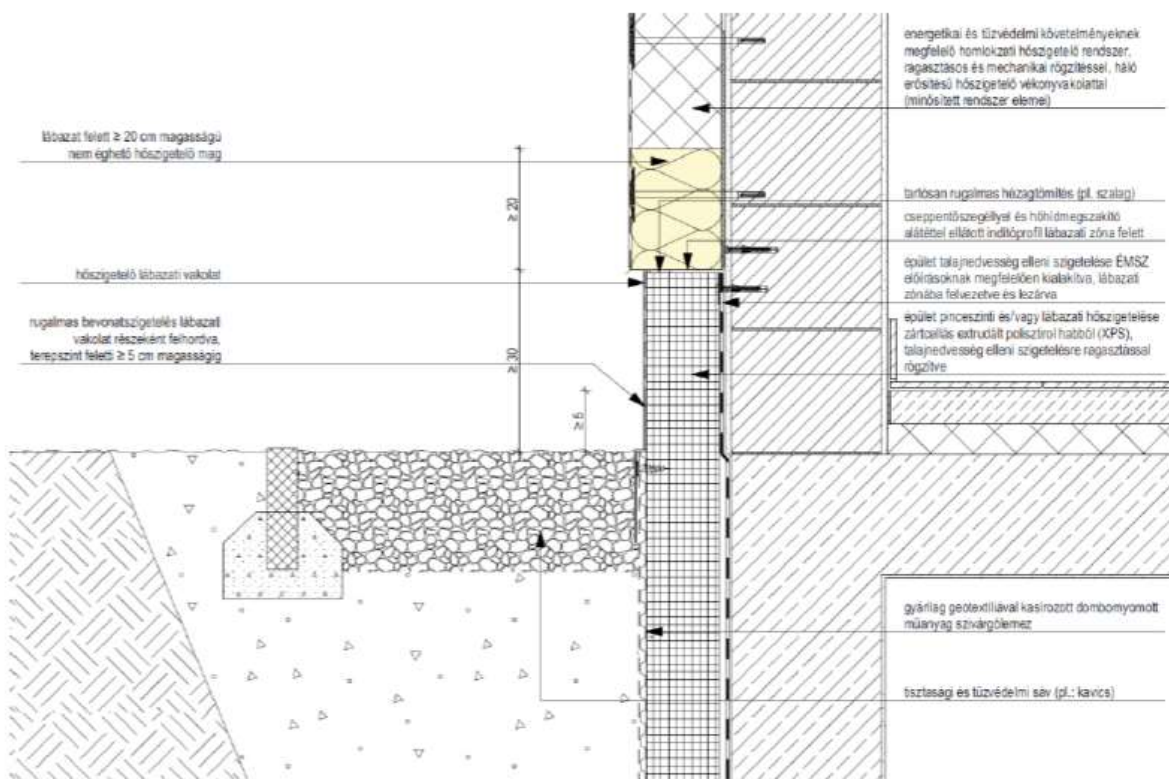 energetikai és tűzvédelmi követelményeknek
megfelelő homlokzati hőszigetelő rendszer,
ragasztásos és mechanikai rögzítéssel, háló
erősítésű hőszigetelő vékonyvakolattal
(minősített rendszer elemei)
lábazat felett ≥ 20 cm magasságú
nem éghető hőszigetelő mag
tartósan rugalmas hézagtömítés (pl. szalag)
≥ 20
cseppentőszegéllyel és hőhídmegszakító
alátéttel ellátott indítóprofil lábazati zóna felett
hőszigetelő lábazati vakolat
épület talajnedvesség elleni szigetelése ÉMSZ
előírásoknak megfelelően kialakítva, lábazati
zónába felvezetve és lezárva
rugalmas bevonatszigetelés lábazati
vakolat részeként felhordva,
terepszint feletti ≥ 5 cm magasságig
épület pinceszinti és/vagy lábazati hőszigetelése
zártcellás extrudált polisztirol habból (XPS),
talajnedvesség elleni szigetelésre ragasztással
rögzítve
≥ 30
≥ 5
gyárilag geotextíliával kasírozott dombornyomott
műanyag szivárgólemez
tisztasági és tűzvédelmi sáv (pl.: kavics)